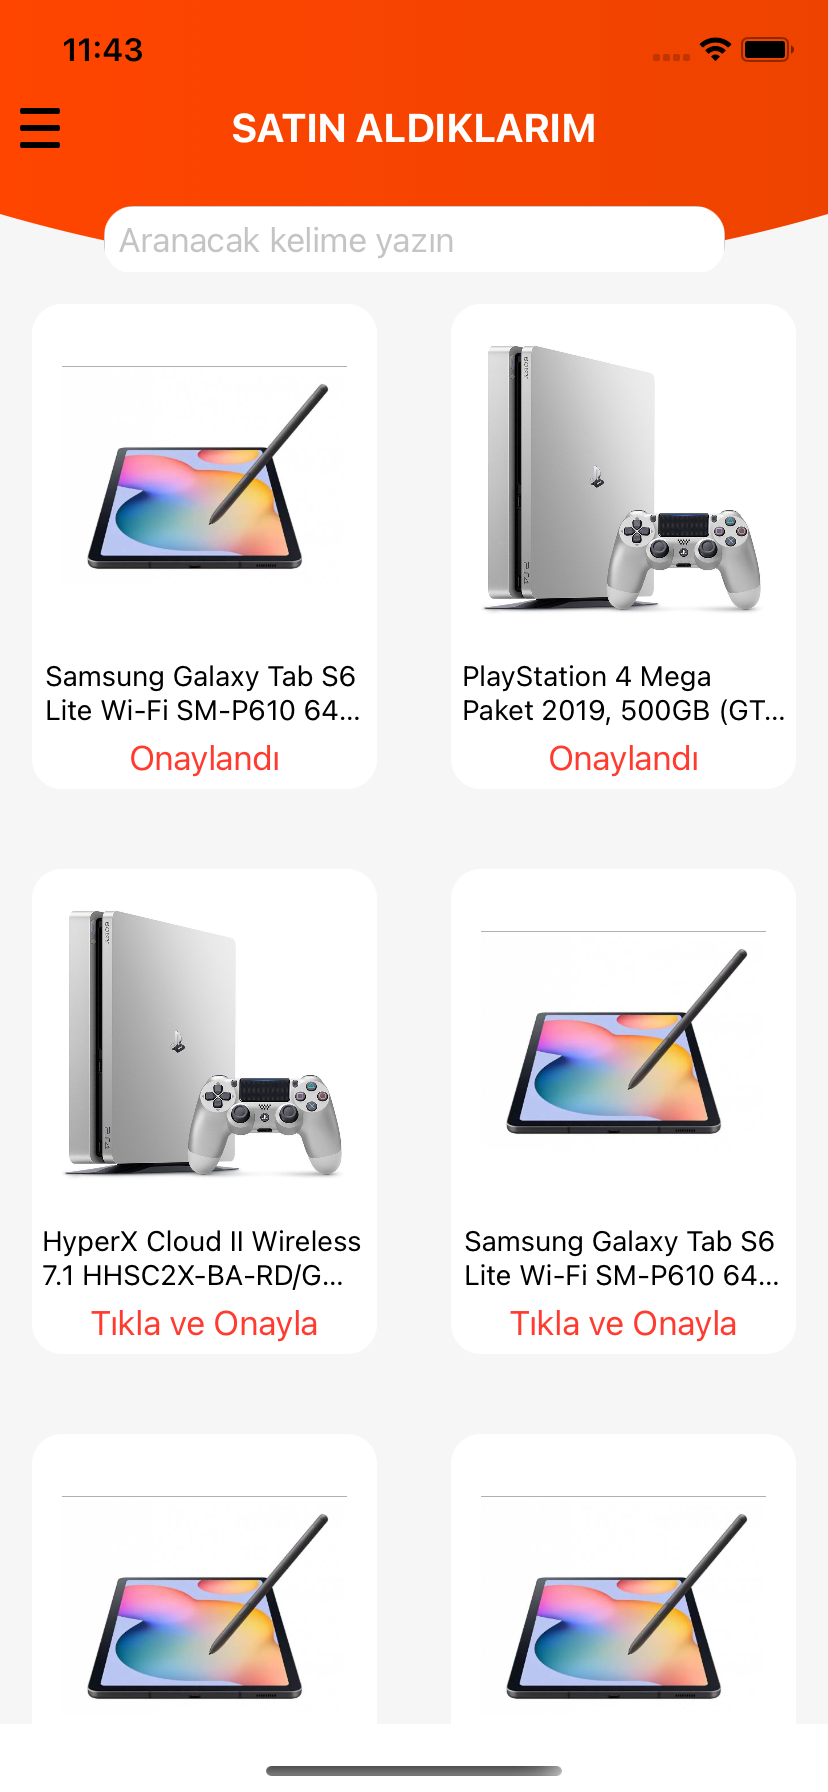 11:43
SATIN ALDIKLARIM
Aranacak kelime yazın
Samsung Galaxy Tab S6
Lite Wi-Fi SM-P610 64...
Onaylandı
PlayStation 4 Mega
Paket 2019, 500GB (GT...
Onaylandı
HyperX Cloud II Wireless
7.1 HHSC2X-BA-RD/G...
Tıkla ve Onayla
Samsung Galaxy Tab S6
Lite Wi-Fi SM-P610 64...
Tıkla ve Onayla